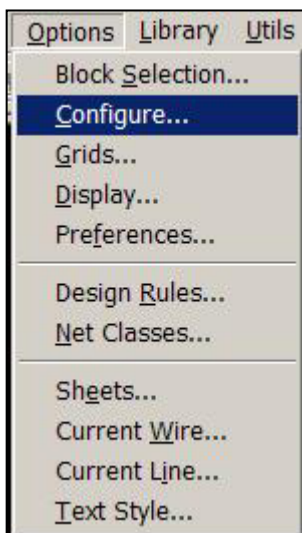 Options Library Utils
Block Selection...
Configure...
Grids...
Display...
Preferences...
Design Rules...
Net Classes...
Sheets...
Current Wire...
Current Line...
Text Style...